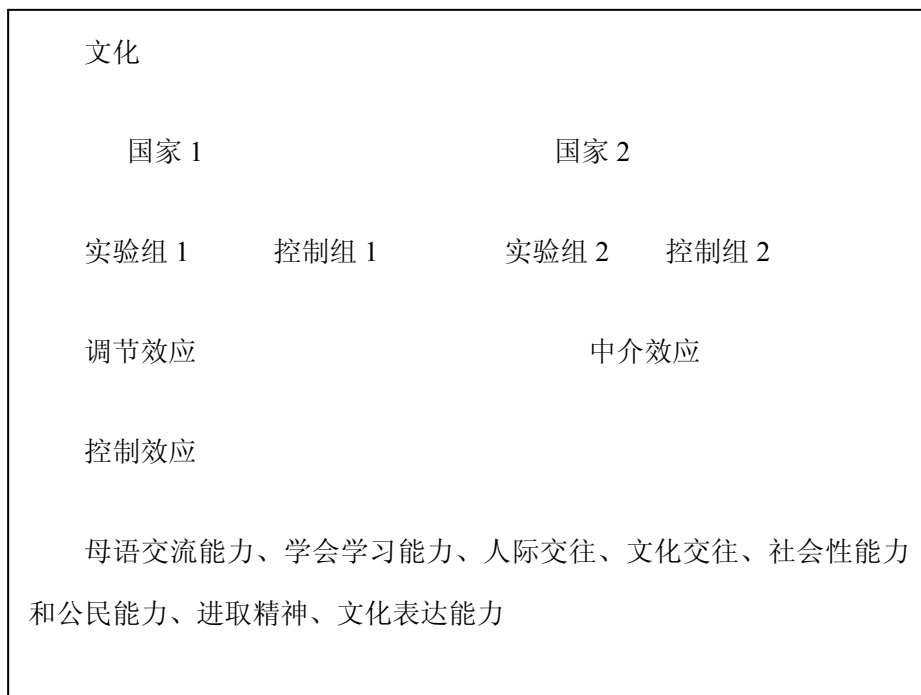 文化
国家 1 国家 2
实验组 1 控制组 1 实验组 2 控制组 2
调节效应 中介效应
控制效应
母语交流能力、学会学习能力、人际交往、文化交往、社会性能力
和公民能力、进取精神、文化表达能力